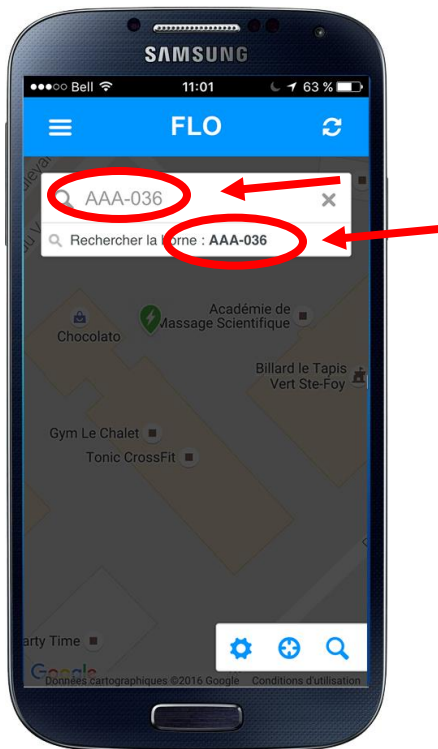 SAMSUNG
Bell 11:01 63 %
FLO
AAA-036
Rechercher la borne : AAA-036
Académie de
Massage Scientifique
Chocolato
Billard le Tapis
Vert Ste-Foy
Gym Le Chalet
Tonic CrossFit
arty Time
Google
Données cartographiques ©2016 Google Conditions d'utilisation